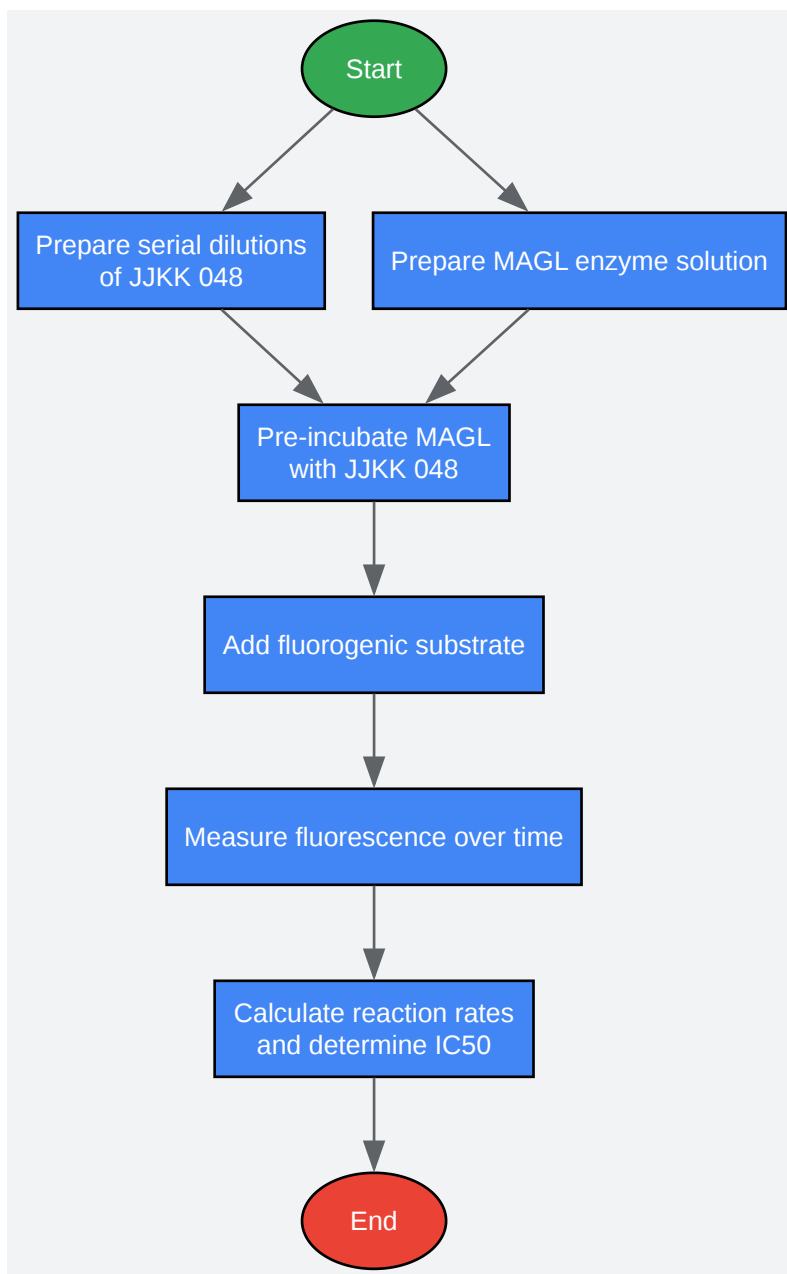 Start
Prepare serial dilutions
of JJKK 048
Prepare MAGL enzyme solution
Pre-incubate MAGL
with JJKK 048
Add fluorogenic substrate
Measure fluorescence over time
Calculate reaction rates
and determine IC50
End